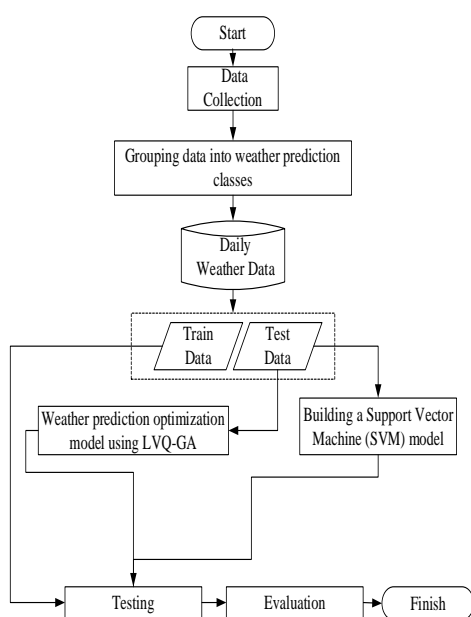 Start
Data
Collection
Grouping data into weather prediction
classes
Daily
Weather Data
Train
Data
Test
Data
Weather prediction optimization
model using LVQ-GA
Building a Support Vector
Machine (SVM) model
Testing
Evaluation
Finish